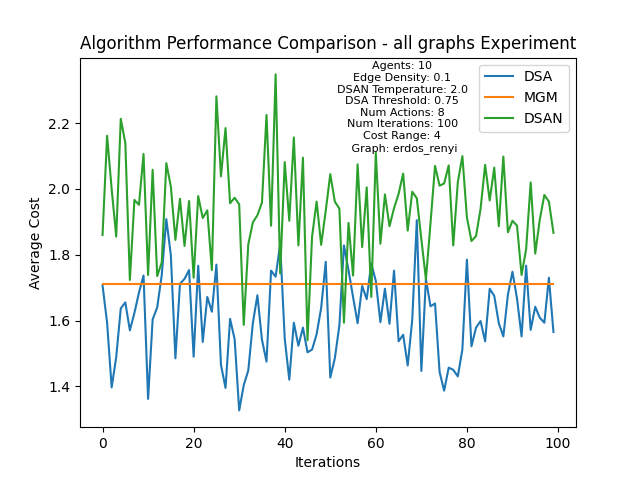 Algorithm Performance Comparison - all graphs Experiment
Agents: 10
Edge Density: 0.1
DSAN Temperature: 2.0
DSA Threshold: 0.75
Num Actions: 8
Num Iterations: 100
Cost Range: 4
Graph: erdos_renyi
DSA
MGM
DSAN
Average Cost
2.2
2.0
1.8
1.6
1.4
0
20
40
60
80
100
Iterations